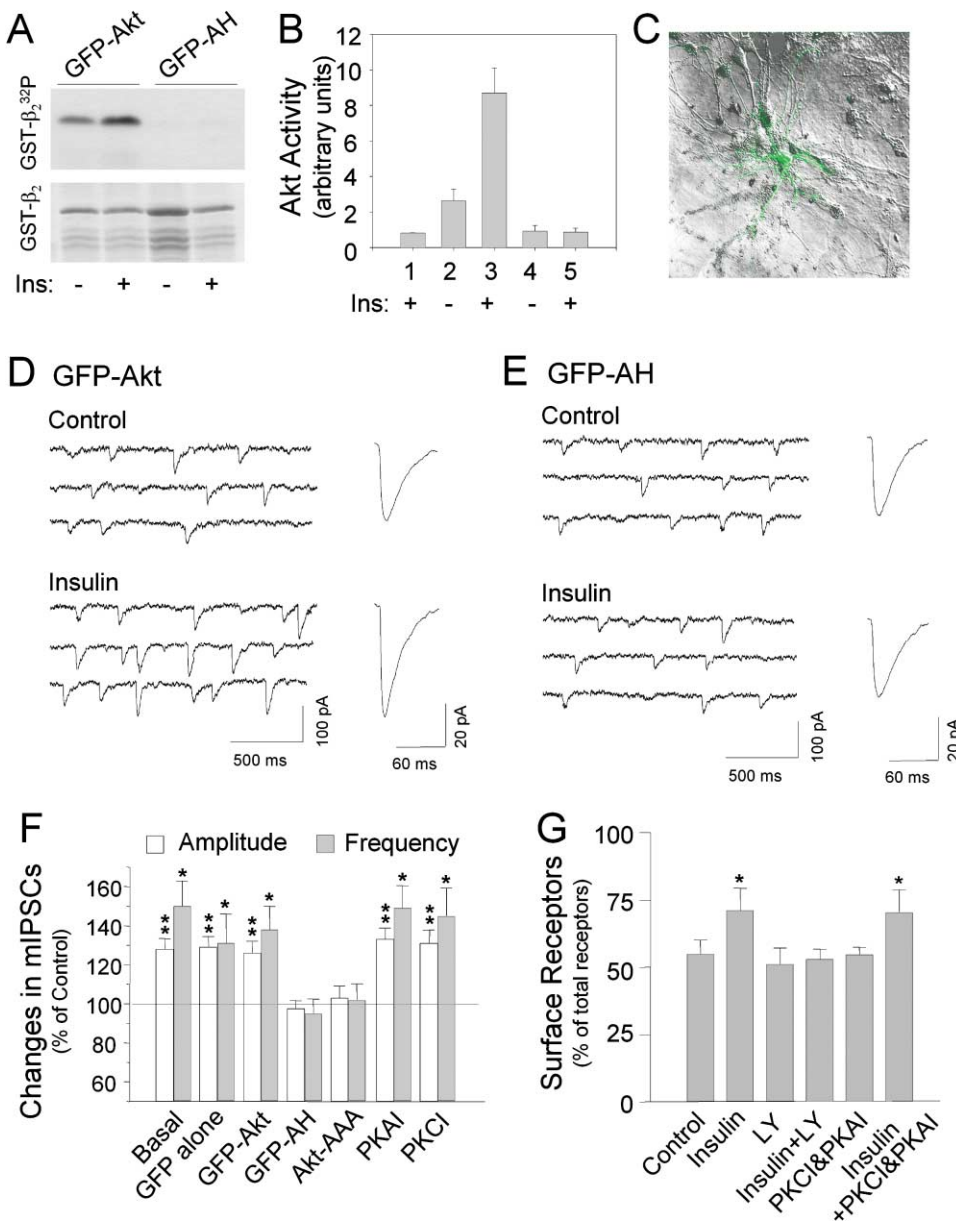 A
GFP-Akt
GFP-AH
GST-β₂³²P
GST-β₂
Ins: - + - +
B
Akt Activity
(arbitrary units)
12
10
8
6
4
2
0
1 2 3 4 5
Ins: + - + - +
C
D GFP-Akt
Control
Insulin
500 ms
100 pA
60 ms
20 pA
E GFP-AH
Control
Insulin
500 ms
100 pA
60 ms
20 pA
F
Amplitude Frequency
Changes in mIPSCs
(% of Control)
160
140
120
100
80
60
** * ** * ** * ** * ** *
Basal
GFP alone
GFP-Akt
GFP-AH
Akt-AAA
PKAI
PKCI
G
Surface Receptors
(% of total receptors)
100
75
50
25
0
* *
Control
Insulin
LY
Insulin+LY
PKCI&PKAI
Insulin
+PKCI&PKAI